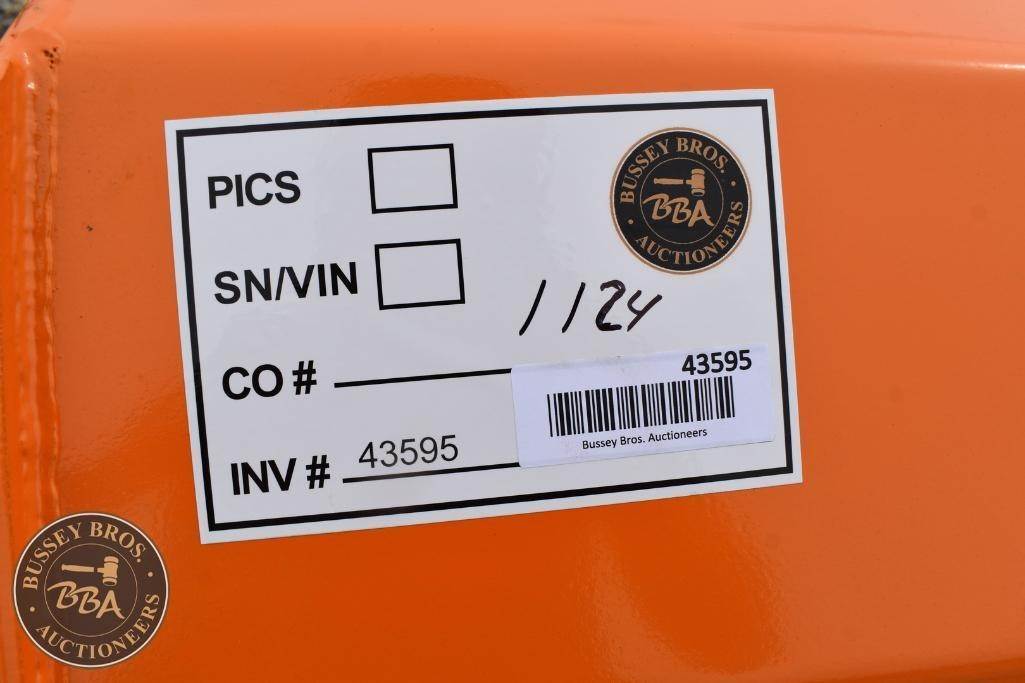 PICS
BUSSEY BROS.
BBA
AUCTIONEERS
SN/VIN
1124
CO #
43595
Bussey Bros. Auctioneers
INV # 43595
BUSSEY BROS.
BBA
AUCTIONEERS